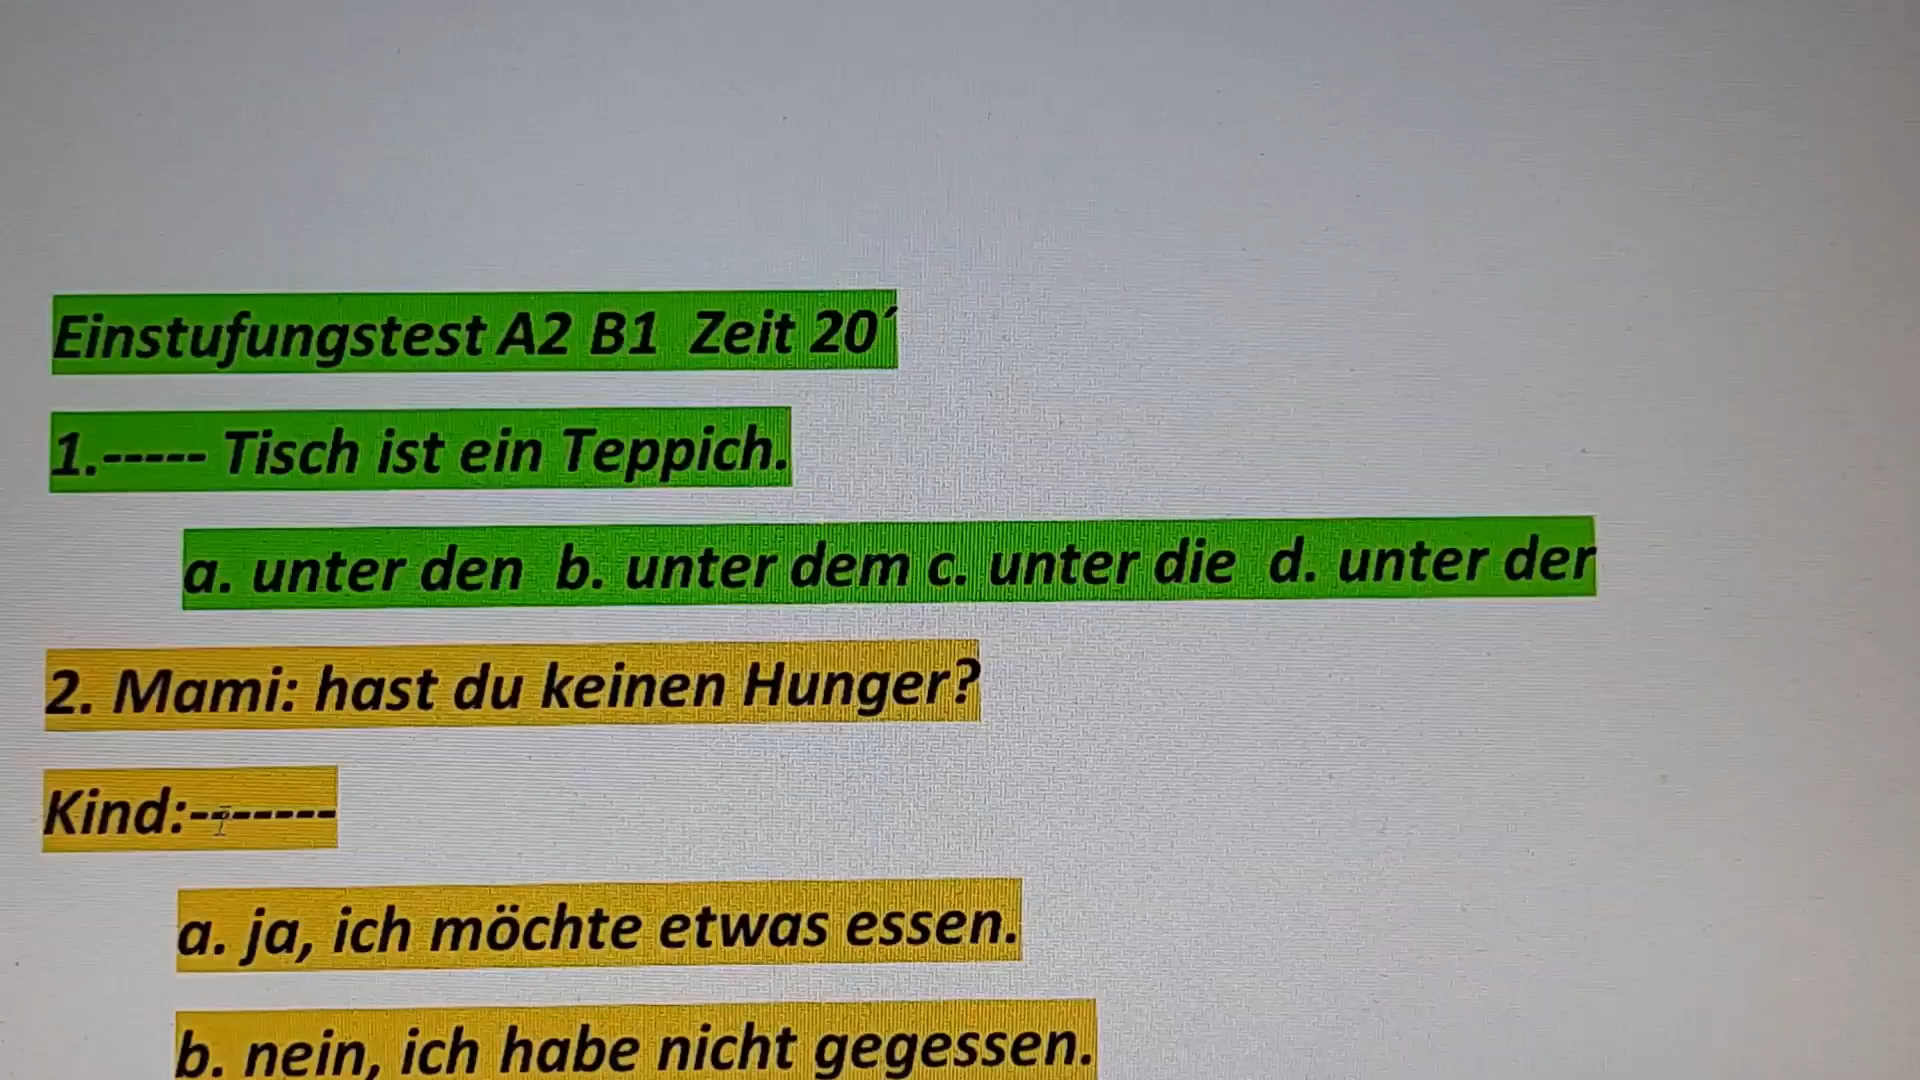 Einstufungstest A2 B1  Zeit 20´
1.----- Tisch ist ein Teppich.
a. unter den  b. unter dem c. unter die  d. unter der
2. Mami: hast du keinen Hunger?
Kind:-------
a. ja, ich möchte etwas essen.
b. nein, ich habe nicht gegessen.